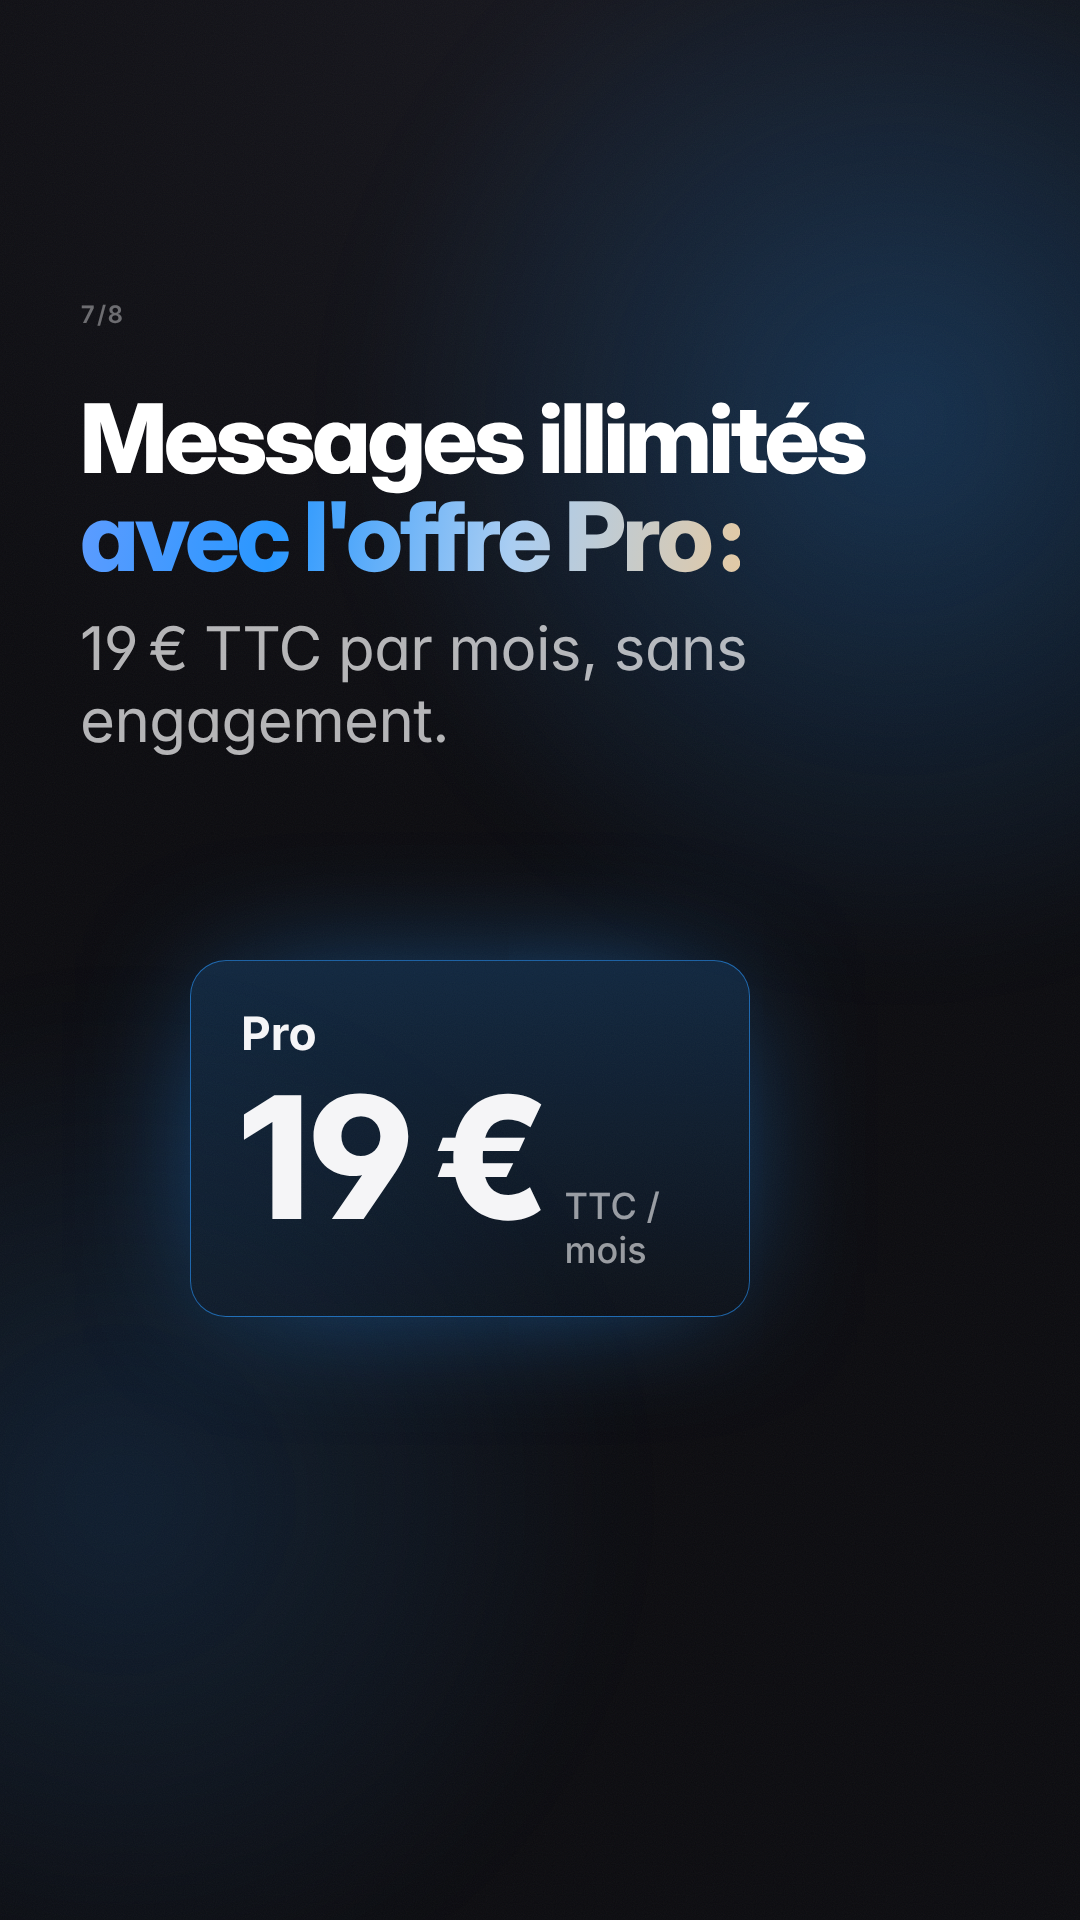 7/8
Messages illimités
avec l'offre Pro :
19 € TTC par mois, sans
engagement.
Pro
19 € TTC /
mois